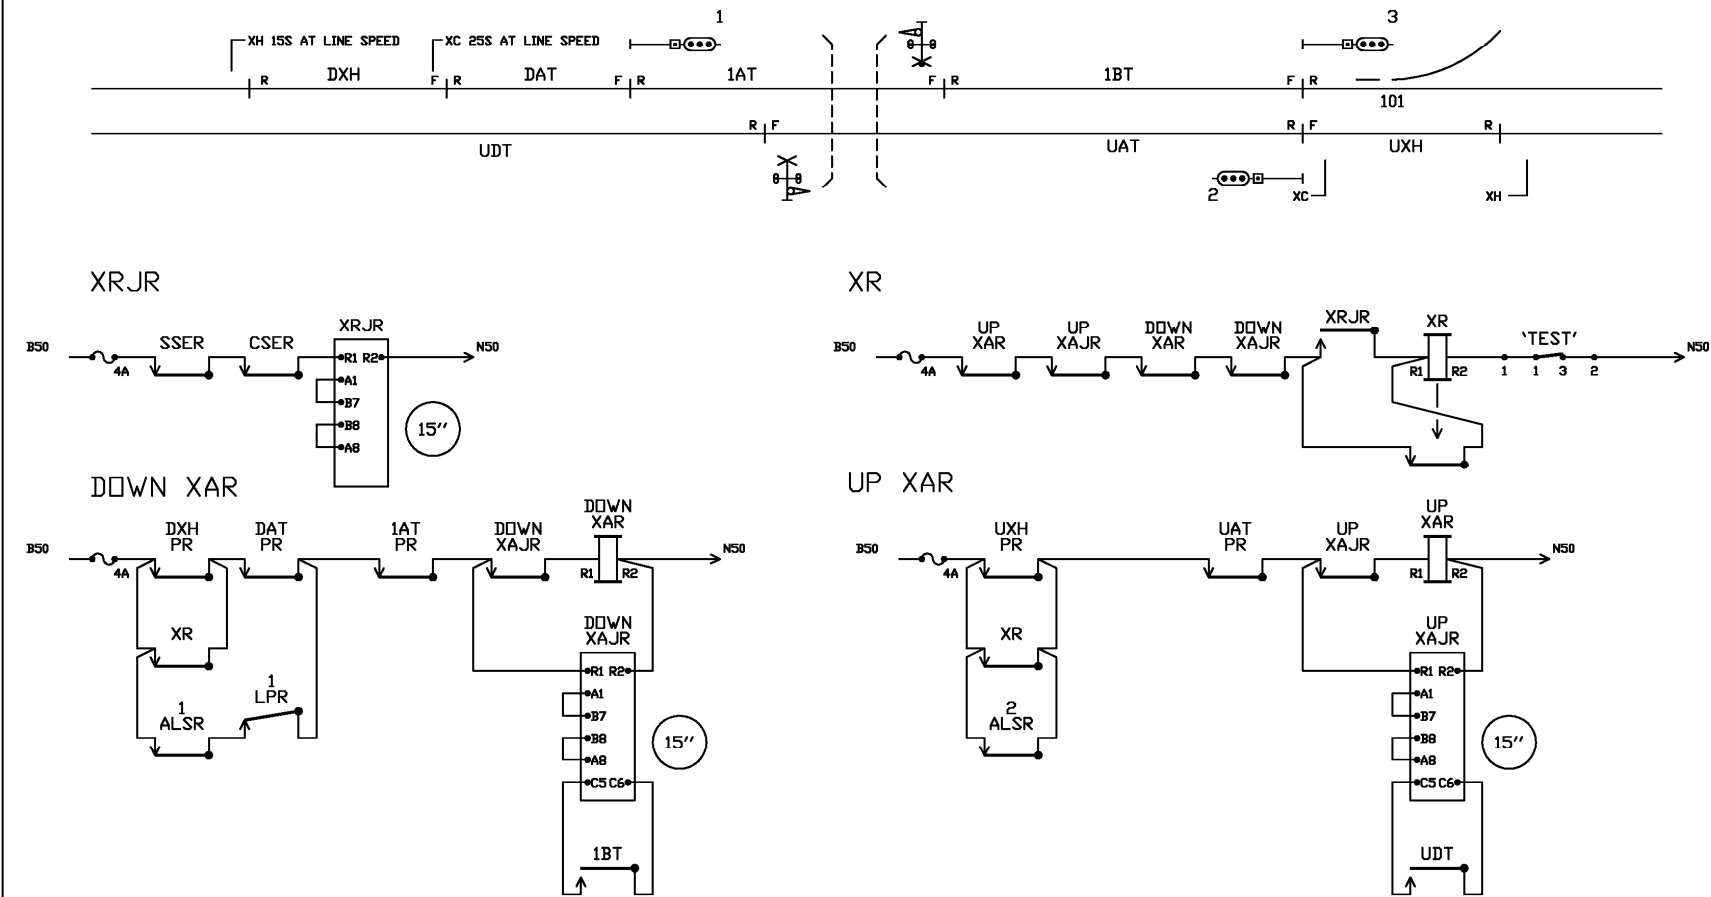 1
3
XH 15S AT LINE SPEED
XC 25S AT LINE SPEED
R DXH F R DAT F R 1AT F R 1BT F R
101
R F R F R
UDT UAT UXH
2 XC XH
XRJR
XR
B50 4A SSER CSER XRJR R1 R2 N50
A1
B7
B8
A8
15″
B50 4A UP XAR UP XAJR DOWN XAR DOWN XAJR XRJR XR R1 R2 'TEST' 1 1 3 2 N50
DOWN XAR
B50 4A DXH PR DAT PR 1AT PR DOWN XAJR DOWN XAR R1 R2 N50
XR
1 ALSR
1 LPR
DOWN XAJR
R1 R2
A1
B7
B8
A8
C5 C6
15″
1BT
UP XAR
B50 4A UXH PR UAT PR UP XAJR UP XAR R1 R2 N50
XR
2 ALSR
UP XAJR
R1 R2
A1
B7
B8
A8
C5 C6
15″
UDT